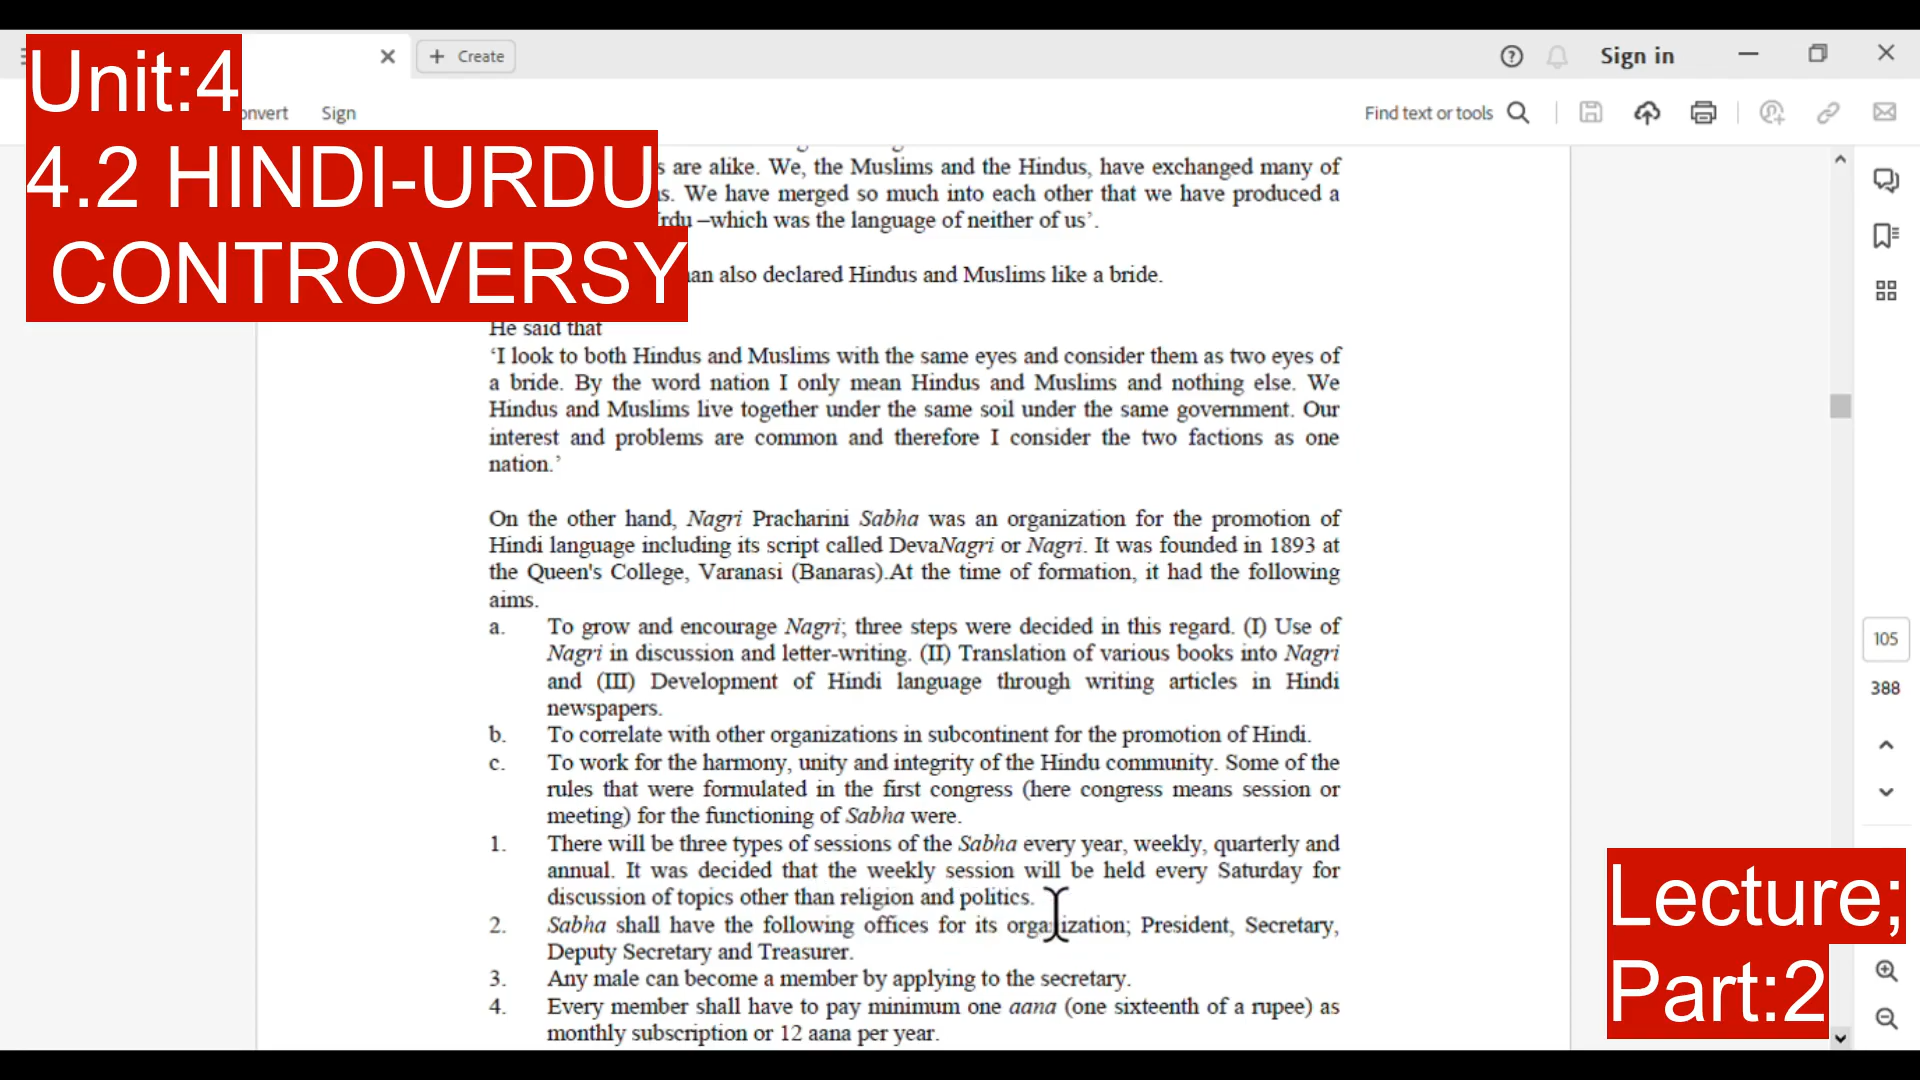 Unit:4
4.2 HINDI-URDU
CONTROVERSY
Create
Sign in
Sign
Find text or tools
are alike. We, the Muslims and the Hindus, have exchanged many of
We have merged so much into each other that we have produced a
–which was the language of neither of us’.
also declared Hindus and Muslims like a bride.
He said that
‘I look to both Hindus and Muslims with the same eyes and consider them as two eyes of
a bride. By the word nation I only mean Hindus and Muslims and nothing else. We
Hindus and Muslims live together under the same soil under the same government. Our
interest and problems are common and therefore I consider the two factions as one
nation.’
On the other hand, Nagri Pracharini Sabha was an organization for the promotion of
Hindi language including its script called DevaNagri or Nagri. It was founded in 1893 at
the Queen's College, Varanasi (Banaras).At the time of formation, it had the following
aims.
a. To grow and encourage Nagri; three steps were decided in this regard. (I) Use of
Nagri in discussion and letter-writing. (II) Translation of various books into Nagri
and (III) Development of Hindi language through writing articles in Hindi
newspapers.
b. To correlate with other organizations in subcontinent for the promotion of Hindi.
c. To work for the harmony, unity and integrity of the Hindu community. Some of the
rules that were formulated in the first congress (here congress means session or
meeting) for the functioning of Sabha were.
1. There will be three types of sessions of the Sabha every year, weekly, quarterly and
annual. It was decided that the weekly session will be held every Saturday for
discussion of topics other than religion and politics.
2. Sabha shall have the following offices for its organization; President, Secretary,
Deputy Secretary and Treasurer.
3. Any male can become a member by applying to the secretary.
4. Every member shall have to pay minimum one aana (one sixteenth of a rupee) as
monthly subscription or 12 aana per year.
105
388
Lecture;
Part:2